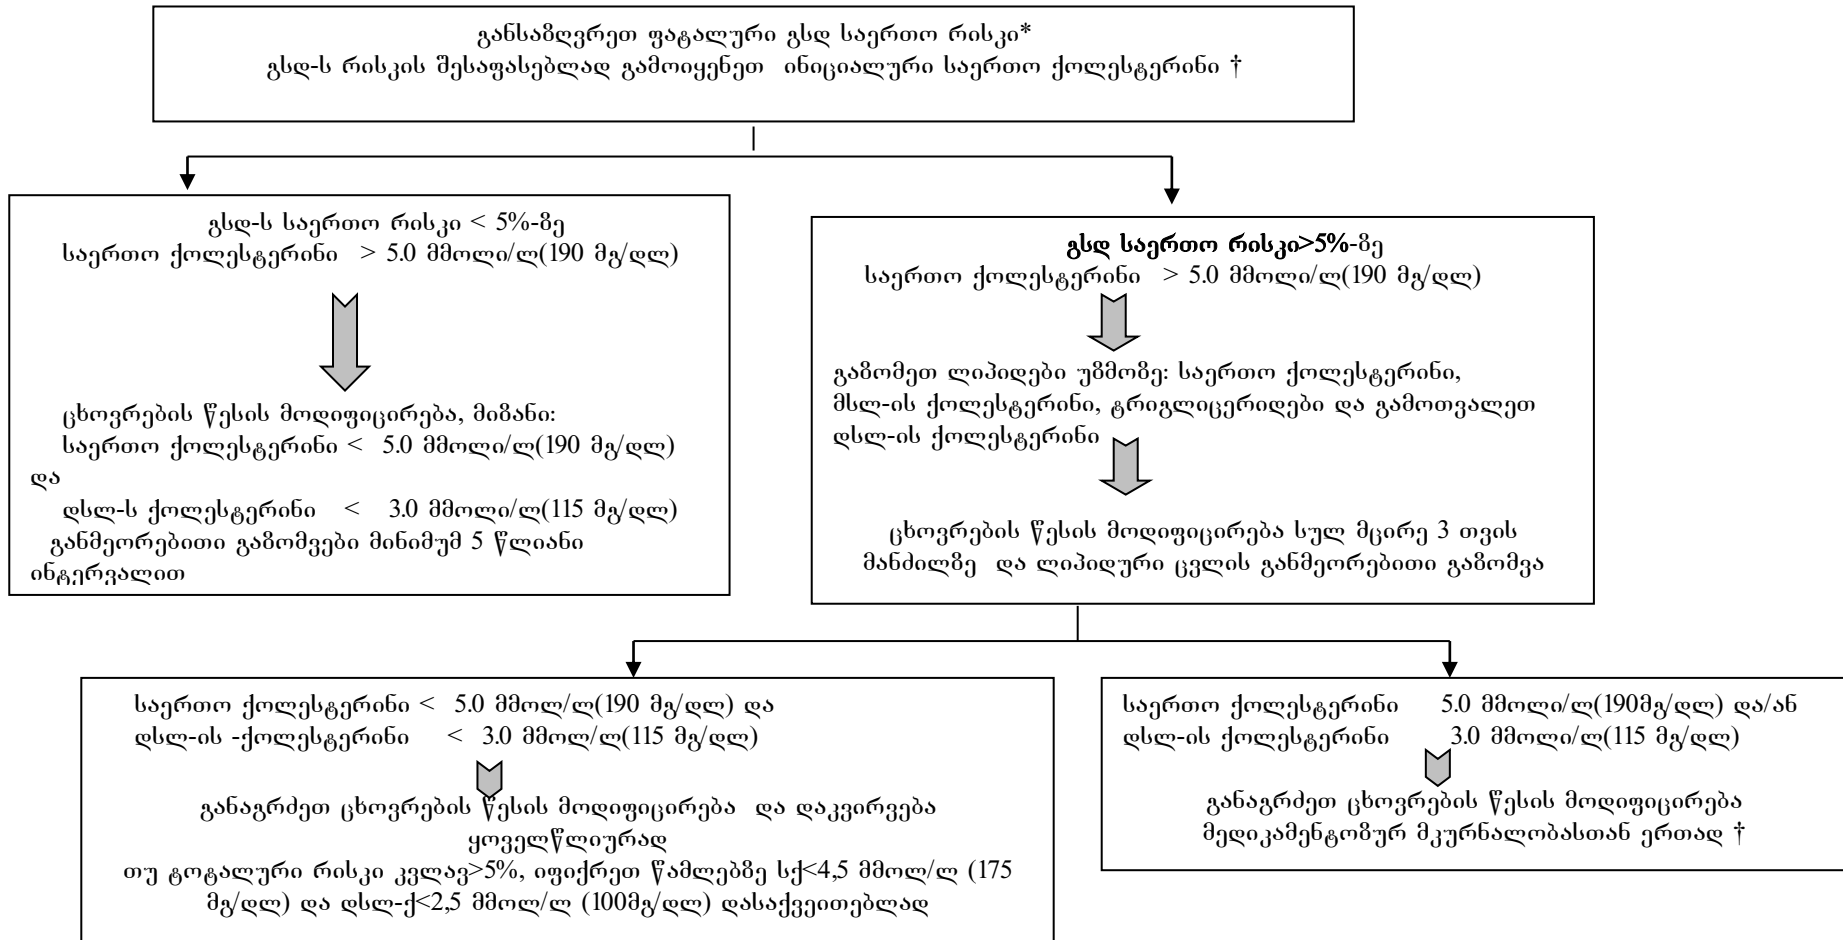 განსაზღვრეთ ფატალური გსდ საერთო რისკი*
გსდ-ს რისკის შესაფასებლად გამოიყენეთ ინიციალური საერთო ქოლესტერინი †
გსდ-ს საერთო რისკი < 5%-ზე
საერთო ქოლესტერინი > 5.0 მმოლი/ლ(190 მგ/დლ)
ცხოვრების წესის მოდიფიცირება, მიზანი:
საერთო ქოლესტერინი < 5.0 მმოლი/ლ(190 მგ/დლ)
და
დსლ-ს ქოლესტერინი < 3.0 მმოლი/ლ(115 მგ/დლ)
განმეორებითი გაზომვები მინიმუმ 5 წლიანი
ინტერვალით
გსდ საერთო რისკი>5%-ზე
საერთო ქოლესტერინი > 5.0 მმოლი/ლ(190 მგ/დლ)
გაზომეთ ლიპიდები უზმოზე: საერთო ქოლესტერინი,
მსლ-ის ქოლესტერინი, ტრიგლიცერიდები და გამოთვალეთ
დსლ-ის ქოლესტერინი
ცხოვრების წესის მოდიფიცირება სულ მცირე 3 თვის
მანძილზე და ლიპიდური ცვლის განმეორებითი გაზომვა
საერთო ქოლესტერინი < 5.0 მმოლ/ლ(190 მგ/დლ) და
დსლ-ის -ქოლესტერინი < 3.0 მმოლ/ლ(115 მგ/დლ)
განაგრძეთ ცხოვრების წესის მოდიფიცირება და დაკვირვება
ყოველწლიურად
თუ ტოტალური რისკი კვლავ>5%, იფიქრეთ წამლებზე სქ<4,5 მმოლ/ლ (175
მგ/დლ) და დსლ-ქ<2,5 მმოლ/ლ (100მგ/დლ) დასაქვეითებლად
საერთო ქოლესტერინი 5.0 მმოლი/ლ(190მგ/დლ) და/ან
დსლ-ის ქოლესტერინი 3.0 მმოლი/ლ(115 მგ/დლ)
განაგრძეთ ცხოვრების წესის მოდიფიცირება
მედიკამენტოზურ მკურნალობასთან ერთად †